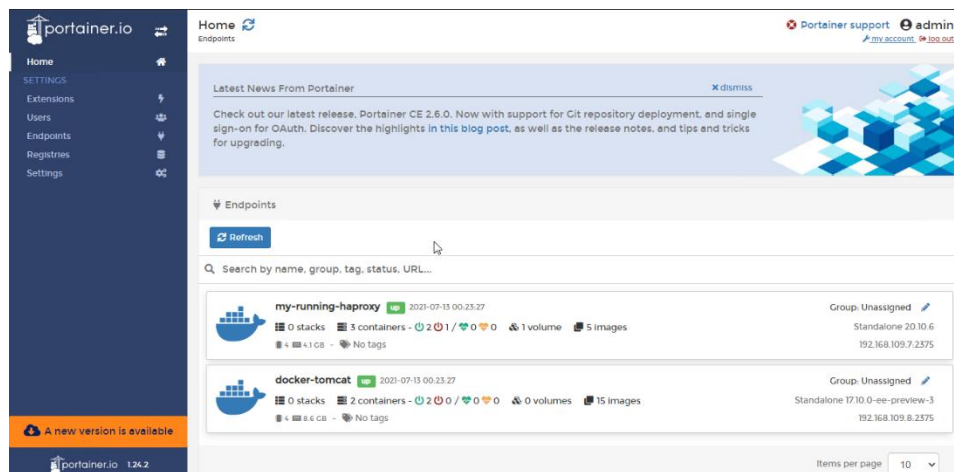 portainer.io
Home
SETTINGS
Extensions
Users
Endpoints
Registries
Settings
A new version is available
portainer.io 1.24.2
Home
Endpoints
Portainer support admin
my account log out
Latest News From Portainer
dismiss
Check out our latest release, Portainer CE 2.6.0. Now with support for Git repository deployment, and single
sign-on for OAuth. Discover the highlights in this blog post, as well as the release notes, and tips and tricks
for upgrading.
Endpoints
Refresh
Search by name, group, tag, status, URL...
my-running-haproxy up 2021-07-13 00:23:27
Group: Unassigned
0 stacks 3 containers - 2 1 / 0 0 1 volume 5 images
Standalone 20.10.6
4 4.1 GB - No tags
192.168.109.7:2375
docker-tomcat up 2021-07-13 00:23:27
Group: Unassigned
0 stacks 2 containers - 2 0 / 0 0 0 volumes 15 images
Standalone 17.10.0-ee-preview-3
4 8.6 GB - No tags
192.168.109.8:2375
Items per page 10